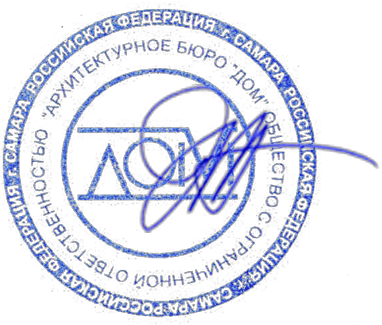 РОССИЙСКАЯ ФЕДЕРАЦИЯ г. САМАРА РОССИЙСКАЯ ФЕДЕРАЦИЯ г. САМАРА РОССИЙСКАЯ ФЕДЕРАЦИЯ г. САМАРА
ОБЩЕСТВО С ОГРАНИЧЕННОЙ ОТВЕТСТВЕННОСТЬЮ "АРХИТЕКТУРНОЕ БЮРО "ДОМ"
ДОМ